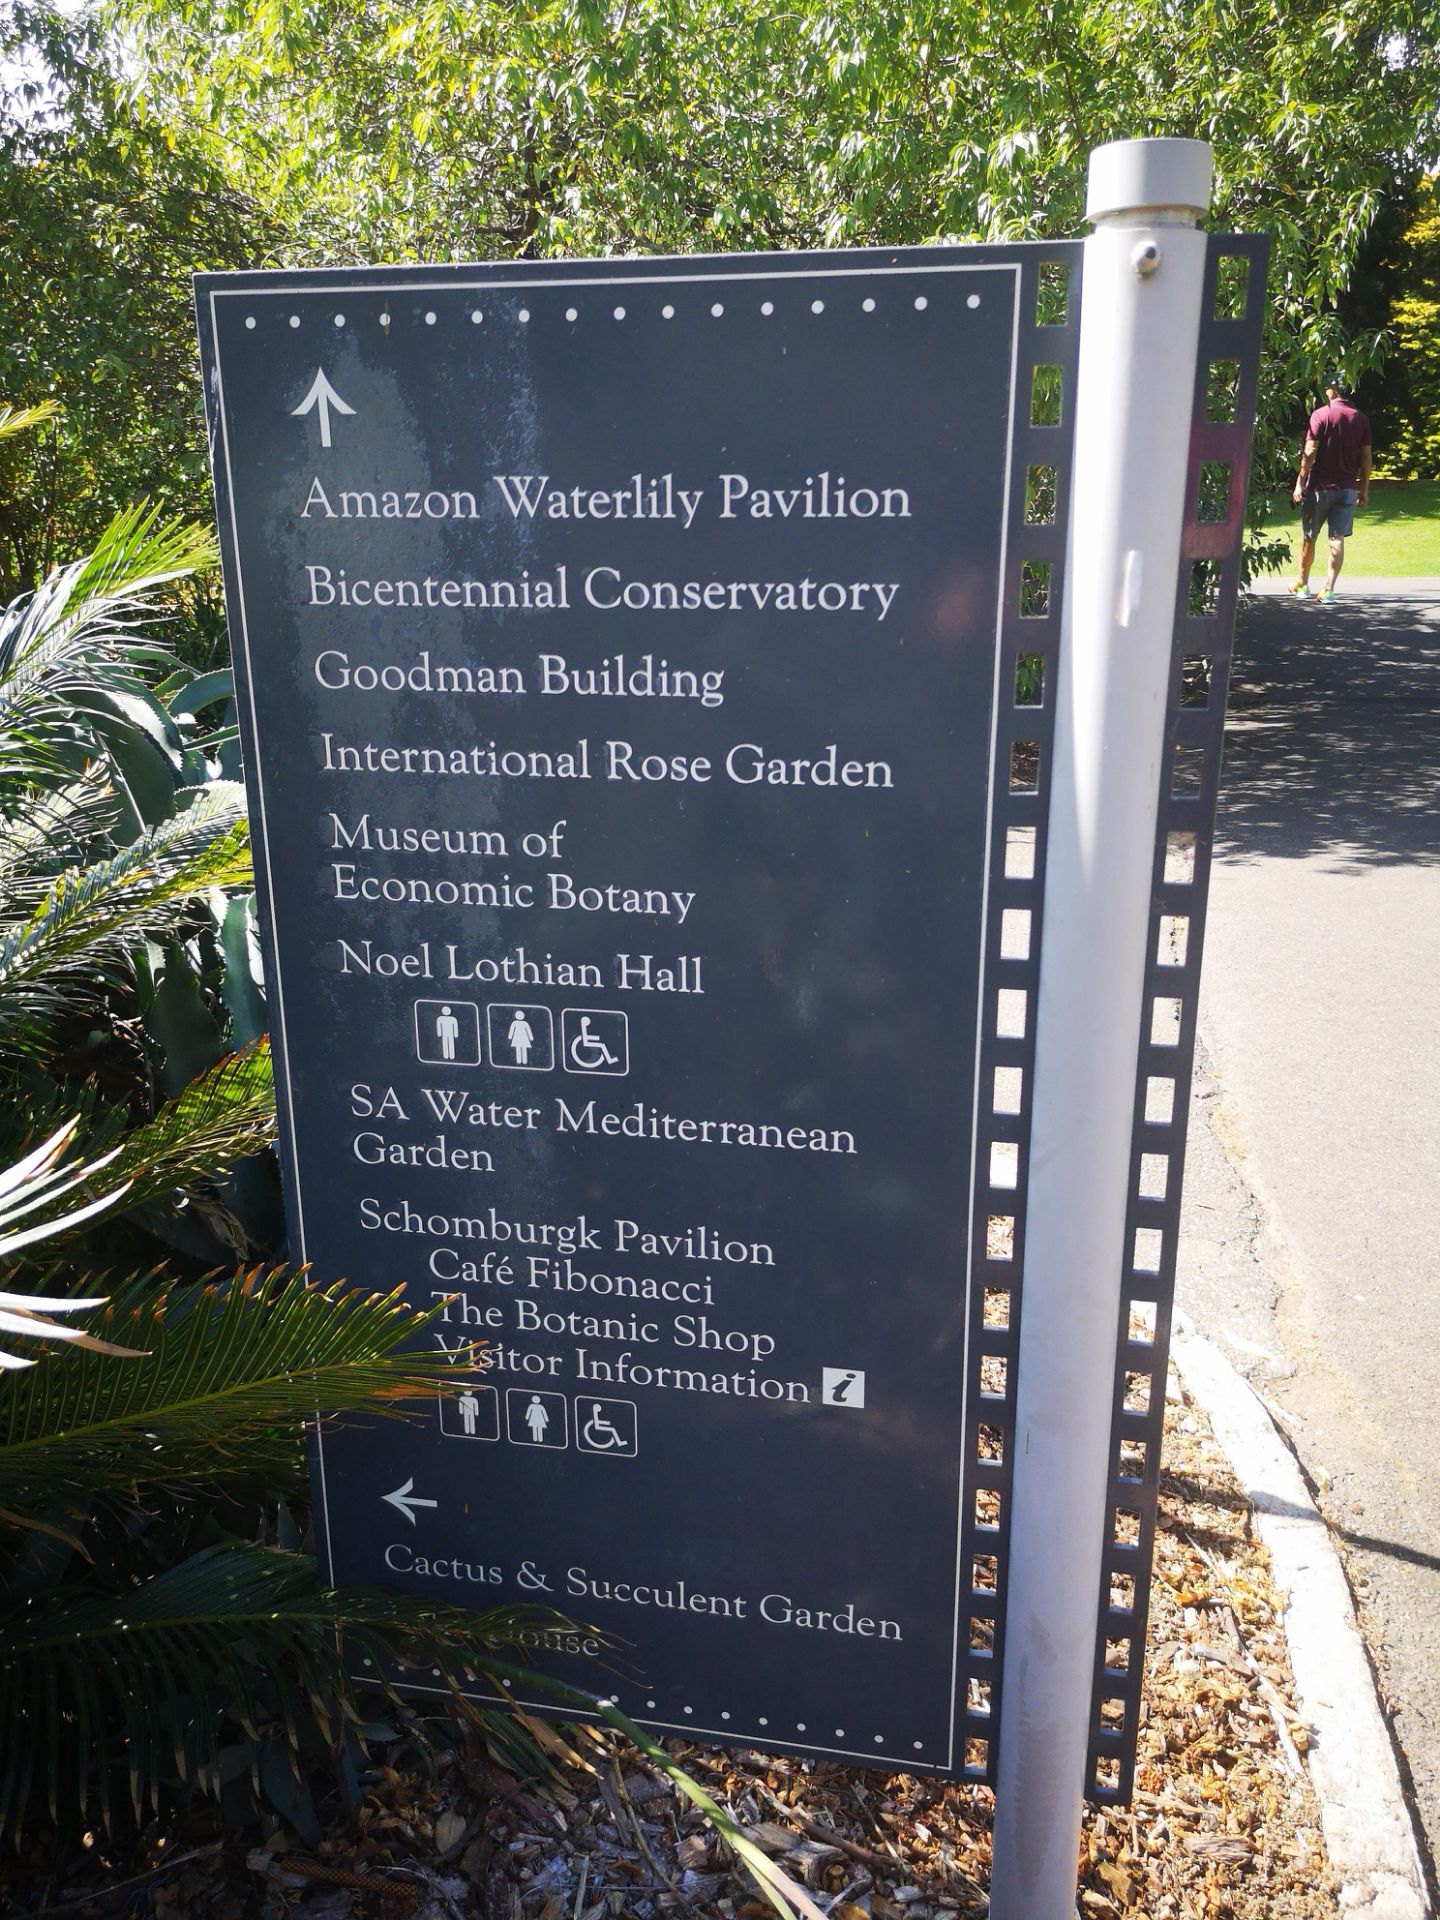 Amazon Waterlily Pavilion
Bicentennial Conservatory
Goodman Building
International Rose Garden
Museum of
Economic Botany
Noel Lothian Hall
SA Water Mediterranean
Garden
Schomburgk Pavilion
Café Fibonacci
The Botanic Shop
Visitor Information i
Cactus & Succulent Garden